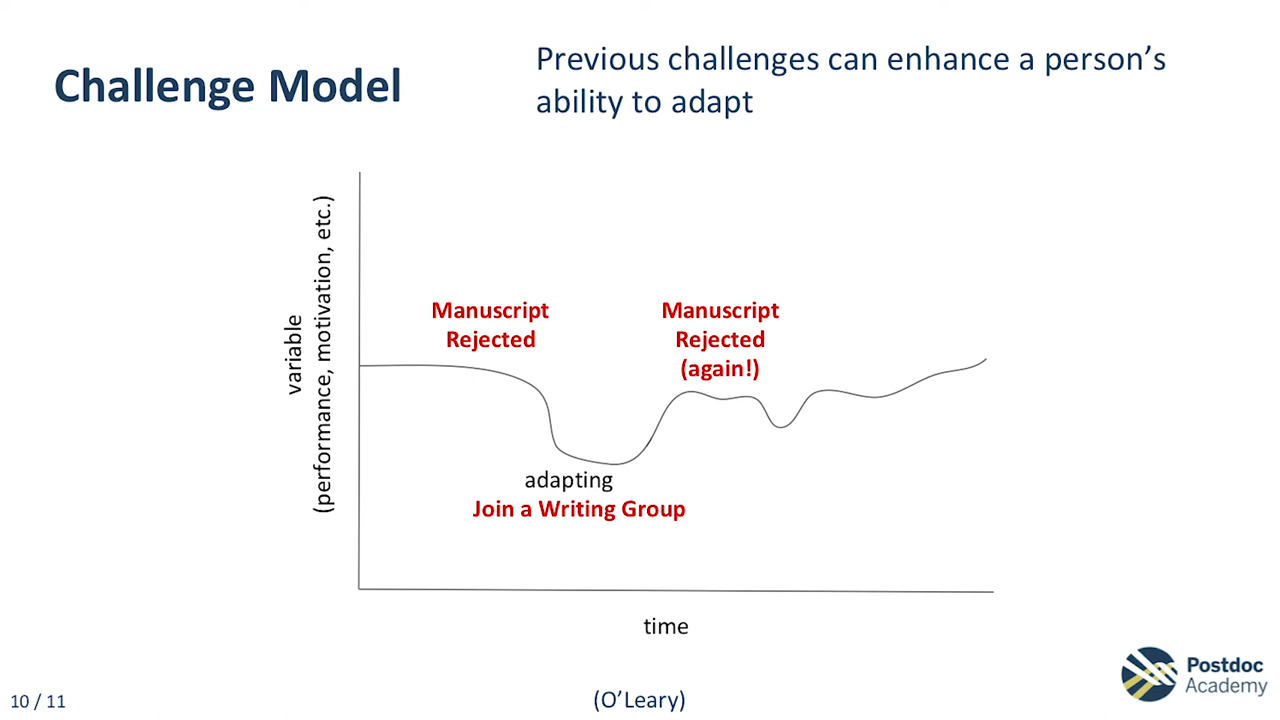 Challenge Model
Previous challenges can enhance a person’s
ability to adapt
variable
(performance, motivation, etc.)
Manuscript
Rejected
Manuscript
Rejected
(again!)
adapting
Join a Writing Group
time
10 / 11
(O’Leary)
Postdoc
Academy